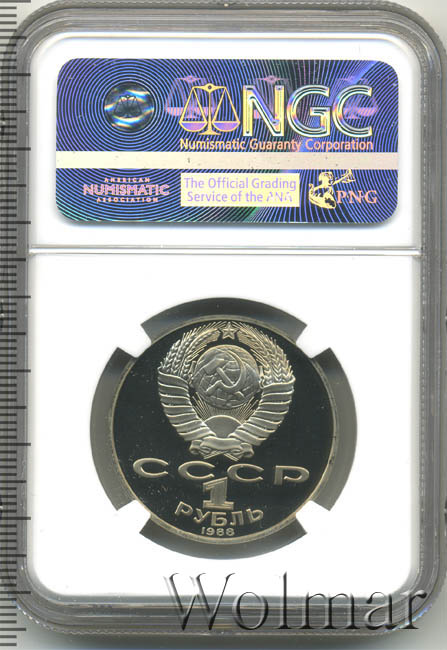 NGC
Numismatic Guaranty Corporation
AMERICAN
NUMISMATIC
ASSOCIATION
The Official Grading
Service of the PNG
PNG
СССР
1
РУБЛЬ
1988
Wolmar